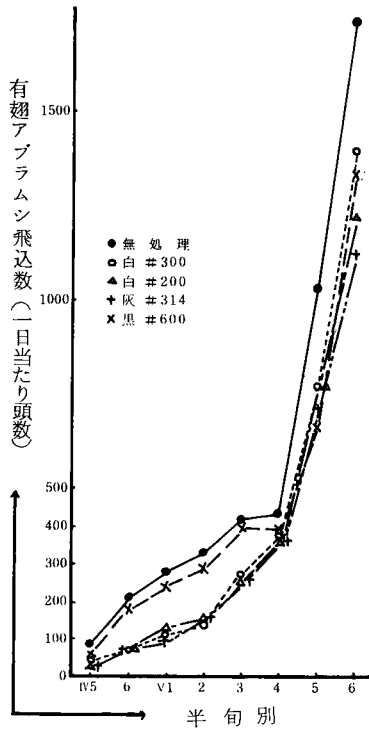 有翅アブラムシ飛込数(一日当たり頭数)
1500
1000
500
400
300
200
100
0
● 無処理
○ 白 #300
△ 白 #200
+ 灰 #314
× 黒 #600
IV5 6 V1 2 3 4 5 6
半旬別